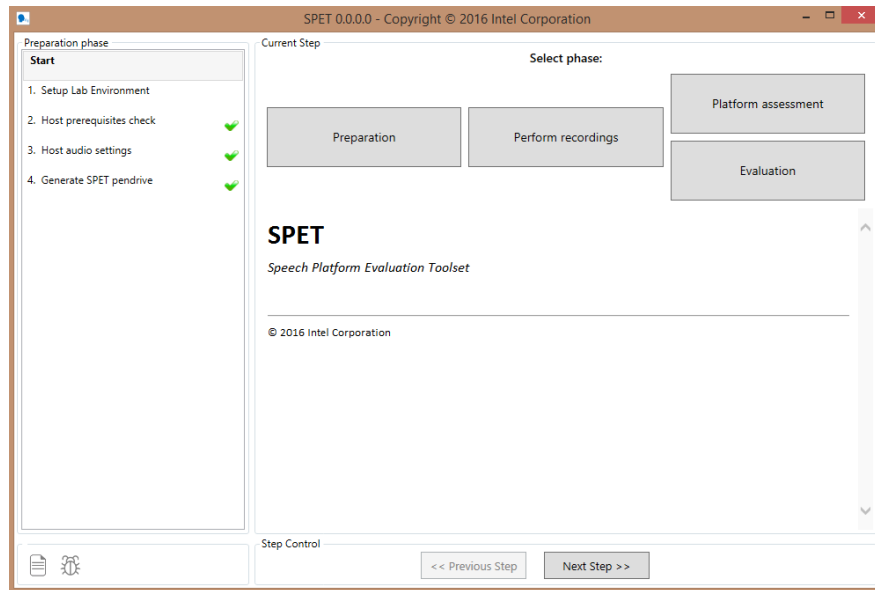 SPET 0.0.0.0 - Copyright © 2016 Intel Corporation
Preparation phase
Start
1. Setup Lab Environment
2. Host prerequisites check
3. Host audio settings
4. Generate SPET pendrive
Current Step
Select phase:
Preparation
Perform recordings
Platform assessment
Evaluation
SPET
Speech Platform Evaluation Toolset
© 2016 Intel Corporation
Step Control
<< Previous Step
Next Step >>